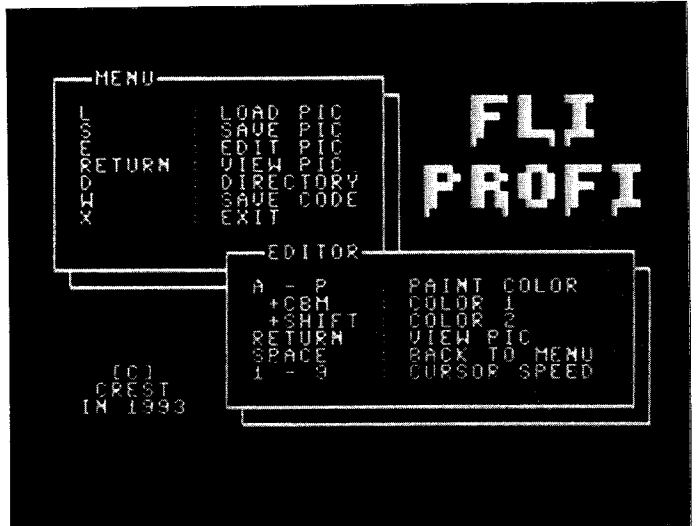 MENU
L : LOAD PIC
S : SAVE PIC
E : EDIT PIC
RETURN : VIEW PIC
D : DIRECTORY
W : SAVE CODE
X : EXIT
FLI
PROFI
EDITOR
A - P : PAINT COLOR
+CBM : COLOR 1
+SHIFT : COLOR 2
RETURN : VIEW PIC
SPACE : BACK TO MENU
1 - 9 : CURSOR SPEED
[C]
CREST
IN 1993